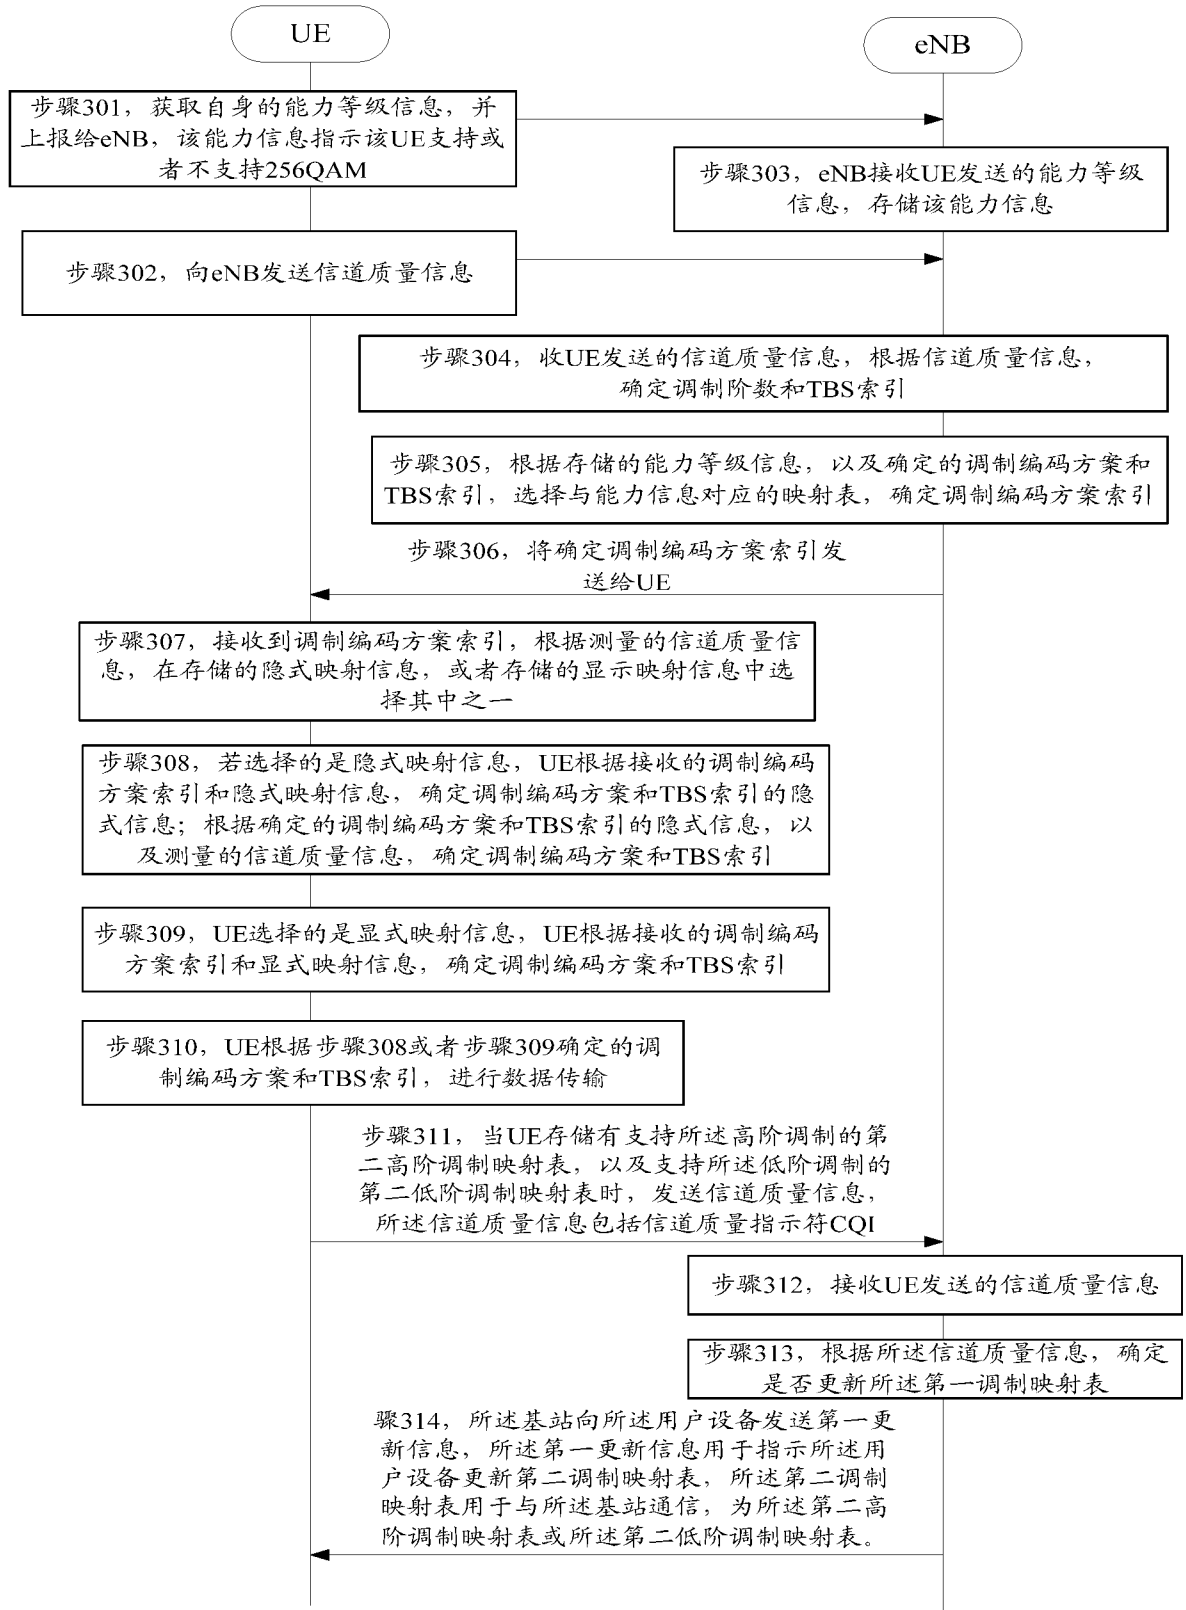 UE
eNB
步骤301，获取自身的能力等级信息，并
上报给eNB，该能力信息指示该UE支持或
者不支持256QAM
步骤303，eNB接收UE发送的能力等级
信息，存储该能力信息
步骤302，向eNB发送信道质量信息
步骤304，收UE发送的信道质量信息，根据信道质量信息，
确定调制阶数和TBS索引
步骤305，根据存储的能力等级信息，以及确定的调制编码方案和
TBS索引，选择与能力信息对应的映射表，确定调制编码方案索引
步骤306，将确定调制编码方案索引发
送给UE
步骤307，接收到调制编码方案索引，根据测量的信道质量信
息，在存储的隐式映射信息，或者存储的显示映射信息中选
择其中之一
步骤308，若选择的是隐式映射信息，UE根据接收的调制编码
方案索引和隐式映射信息，确定调制编码方案和TBS索引的隐
式信息；根据确定的调制编码方案和TBS索引的隐式信息，以
及测量的信道质量信息，确定调制编码方案和TBS索引
步骤309，UE选择的是显式映射信息，UE根据接收的调制编码
方案索引和显式映射信息，确定调制编码方案和TBS索引
步骤310，UE根据步骤308或者步骤309确定的调
制编码方案和TBS索引，进行数据传输
步骤311，当UE存储有支持所述高阶调制的第
二高阶调制映射表，以及支持所述低阶调制的
第二低阶调制映射表时，发送信道质量信息，
所述信道质量信息包括信道质量指示符CQI
步骤312，接收UE发送的信道质量信息
步骤313，根据所述信道质量信息，确定
是否更新所述第一调制映射表
骤314，所述基站向所述用户设备发送第一更
新信息，所述第一更新信息用于指示所述用
户设备更新第二调制映射表，所述第二调制
映射表用于与所述基站通信，为所述第二高
阶调制映射表或所述第二低阶调制映射表。